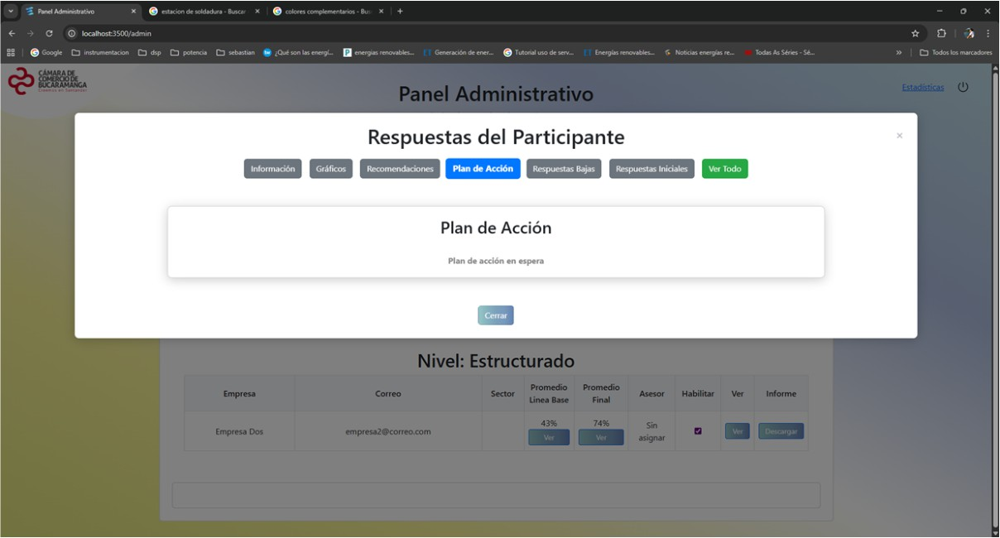 Panel Administrativo
estacion de soldadura - Buscar
colores complementarios - Bus
localhost:3500/admin
Google instrumentacion dsp potencia sebastian ¿Qué son las energí... energias renovables... Generación de ener... Tutorial uso de serv... Energías renovables... Noticias energías re... Todas As Séries - Sé... » Todos los marcadores
CÁMARA DE
COMERCIO DE
BUCARAMANGA
Creemos en Santander
Panel Administrativo
Estadísticas
Respuestas del Participante
×
Información Gráficos Recomendaciones Plan de Acción Respuestas Bajas Respuestas Iniciales Ver Todo
Plan de Acción
Plan de acción en espera
Cerrar
Nivel: Estructurado
Empresa Correo Sector Promedio Linea Base Promedio Final Asesor Habilitar Ver Informe
Empresa Dos empresa2@correo.com 43% Ver 74% Ver Sin asignar Ver Descargar